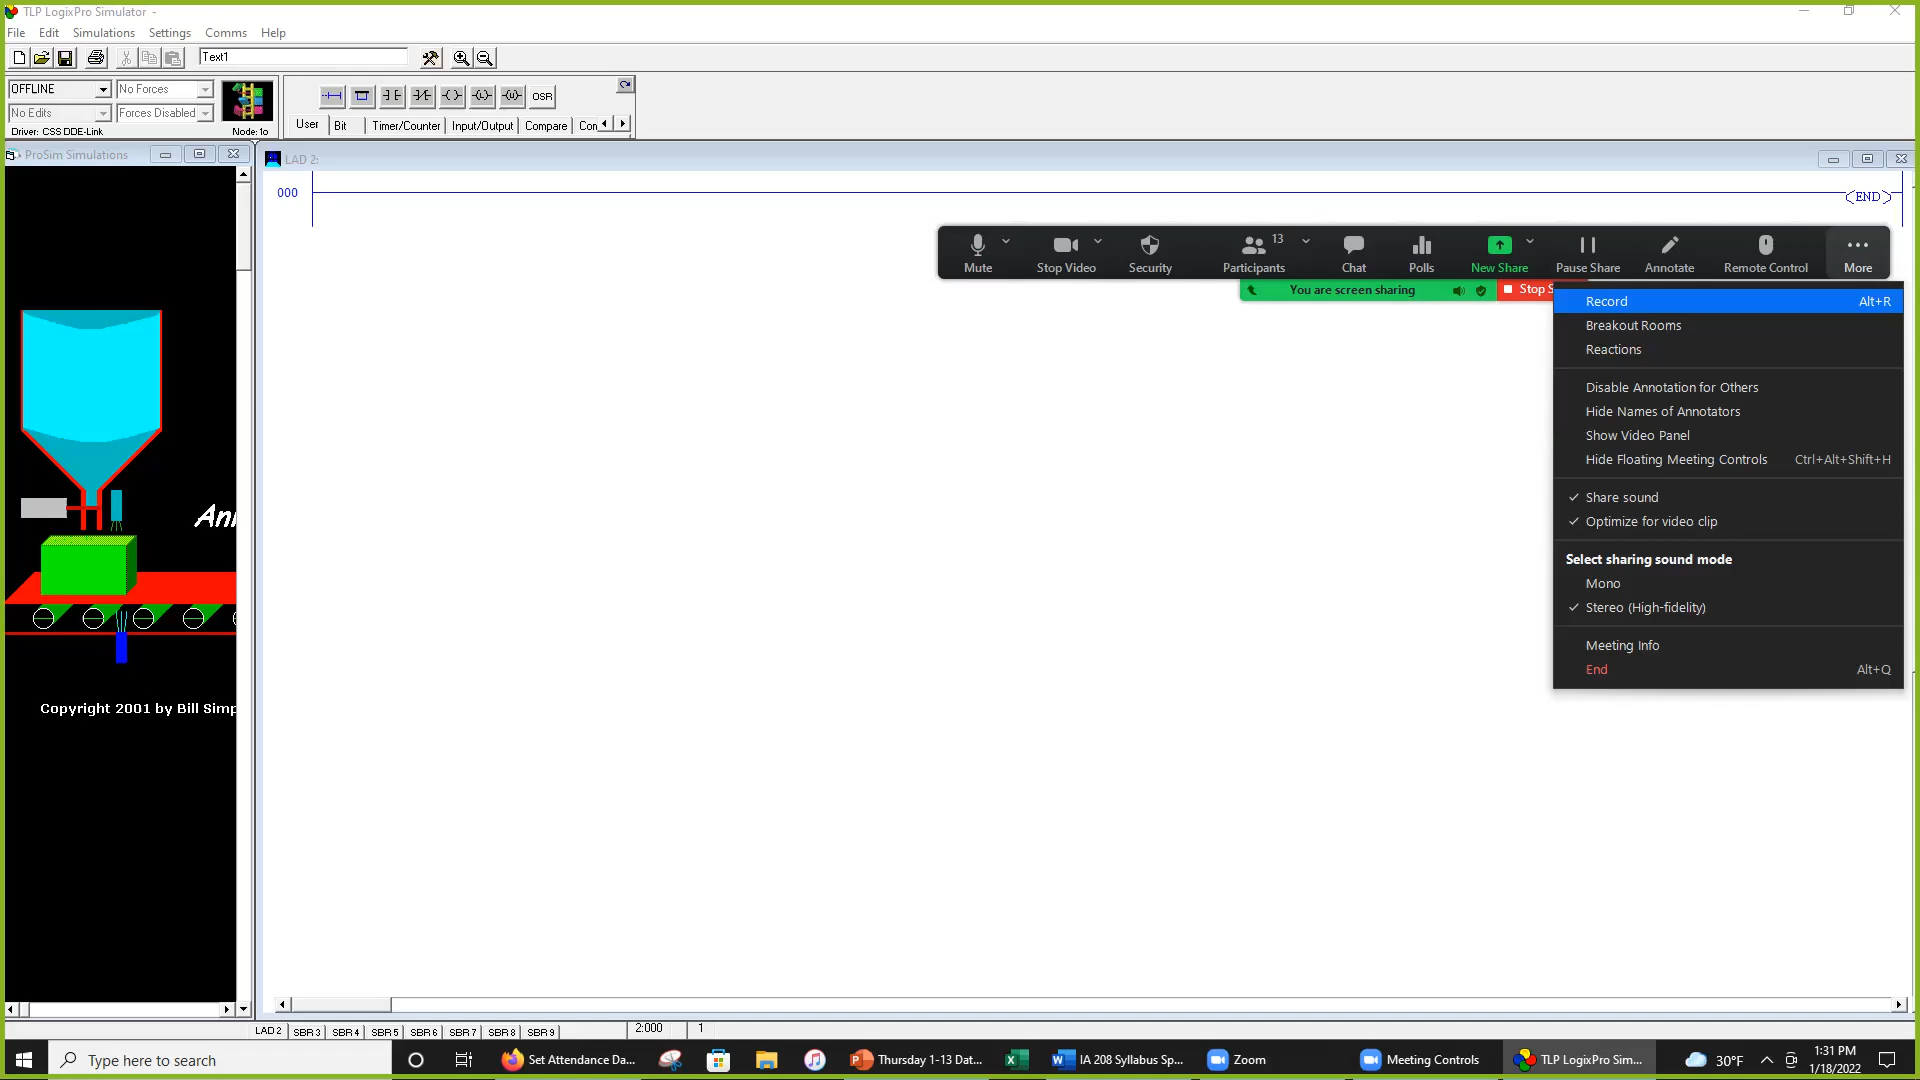 TLP LogixPro Simulator -
File Edit Simulations Settings Comms Help
Text1
OFFLINE No Forces
No Edits Forces Disabled
Driver: CSS DDE-Link Node: 1o
OSR
User Bit Timer/Counter Input/Output Compare Con
ProSim Simulations
LAD 2:
000
END
Mute Stop Video Security Participants 13 Chat Polls New Share Pause Share Annotate Remote Control More
You are screen sharing Stop S
Record Alt+R
Breakout Rooms
Reactions
Disable Annotation for Others
Hide Names of Annotators
Show Video Panel
Hide Floating Meeting Controls Ctrl+Alt+Shift+H
Share sound
Optimize for video clip
Select sharing sound mode
Mono
Stereo (High-fidelity)
Meeting Info
End Alt+Q
Ani
Copyright 2001 by Bill Simp
LAD 2 SBR 3 SBR 4 SBR 5 SBR 6 SBR 7 SBR 8 SBR 9 2:000 1
Type here to search
Set Attendance Da...
Thursday 1-13 Dat...
IA 208 Syllabus Sp...
Zoom
Meeting Controls
TLP LogixPro Sim...
30°F
1:31 PM
1/18/2022